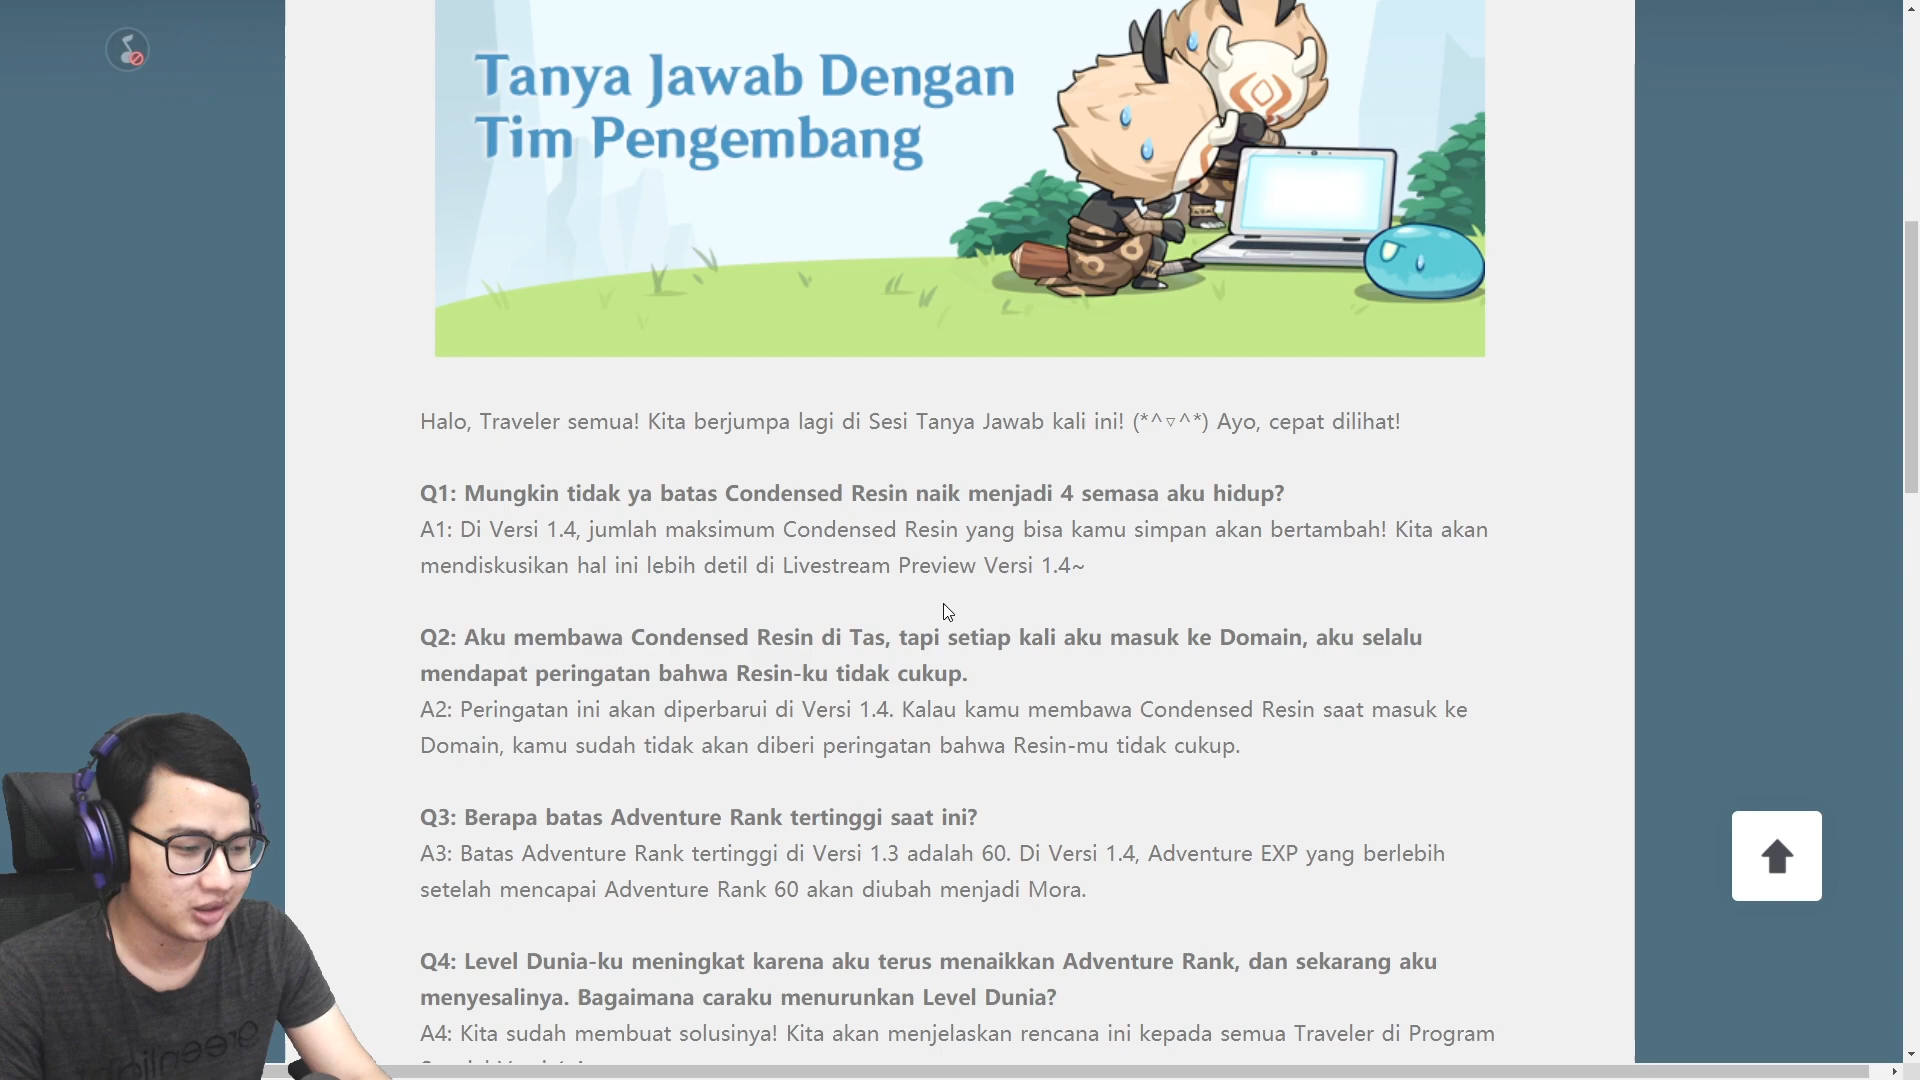 Tanya Jawab Dengan
Tim Pengembang
Halo, Traveler semua! Kita berjumpa lagi di Sesi Tanya Jawab kali ini! (*^▽^*) Ayo, cepat dilihat!
Q1: Mungkin tidak ya batas Condensed Resin naik menjadi 4 semasa aku hidup?
A1: Di Versi 1.4, jumlah maksimum Condensed Resin yang bisa kamu simpan akan bertambah! Kita akan
mendiskusikan hal ini lebih detil di Livestream Preview Versi 1.4~
Q2: Aku membawa Condensed Resin di Tas, tapi setiap kali aku masuk ke Domain, aku selalu
mendapat peringatan bahwa Resin-ku tidak cukup.
A2: Peringatan ini akan diperbarui di Versi 1.4. Kalau kamu membawa Condensed Resin saat masuk ke
Domain, kamu sudah tidak akan diberi peringatan bahwa Resin-mu tidak cukup.
Q3: Berapa batas Adventure Rank tertinggi saat ini?
A3: Batas Adventure Rank tertinggi di Versi 1.3 adalah 60. Di Versi 1.4, Adventure EXP yang berlebih
setelah mencapai Adventure Rank 60 akan diubah menjadi Mora.
Q4: Level Dunia-ku meningkat karena aku terus menaikkan Adventure Rank, dan sekarang aku
menyesalinya. Bagaimana caraku menurunkan Level Dunia?
A4: Kita sudah membuat solusinya! Kita akan menjelaskan rencana ini kepada semua Traveler di Program